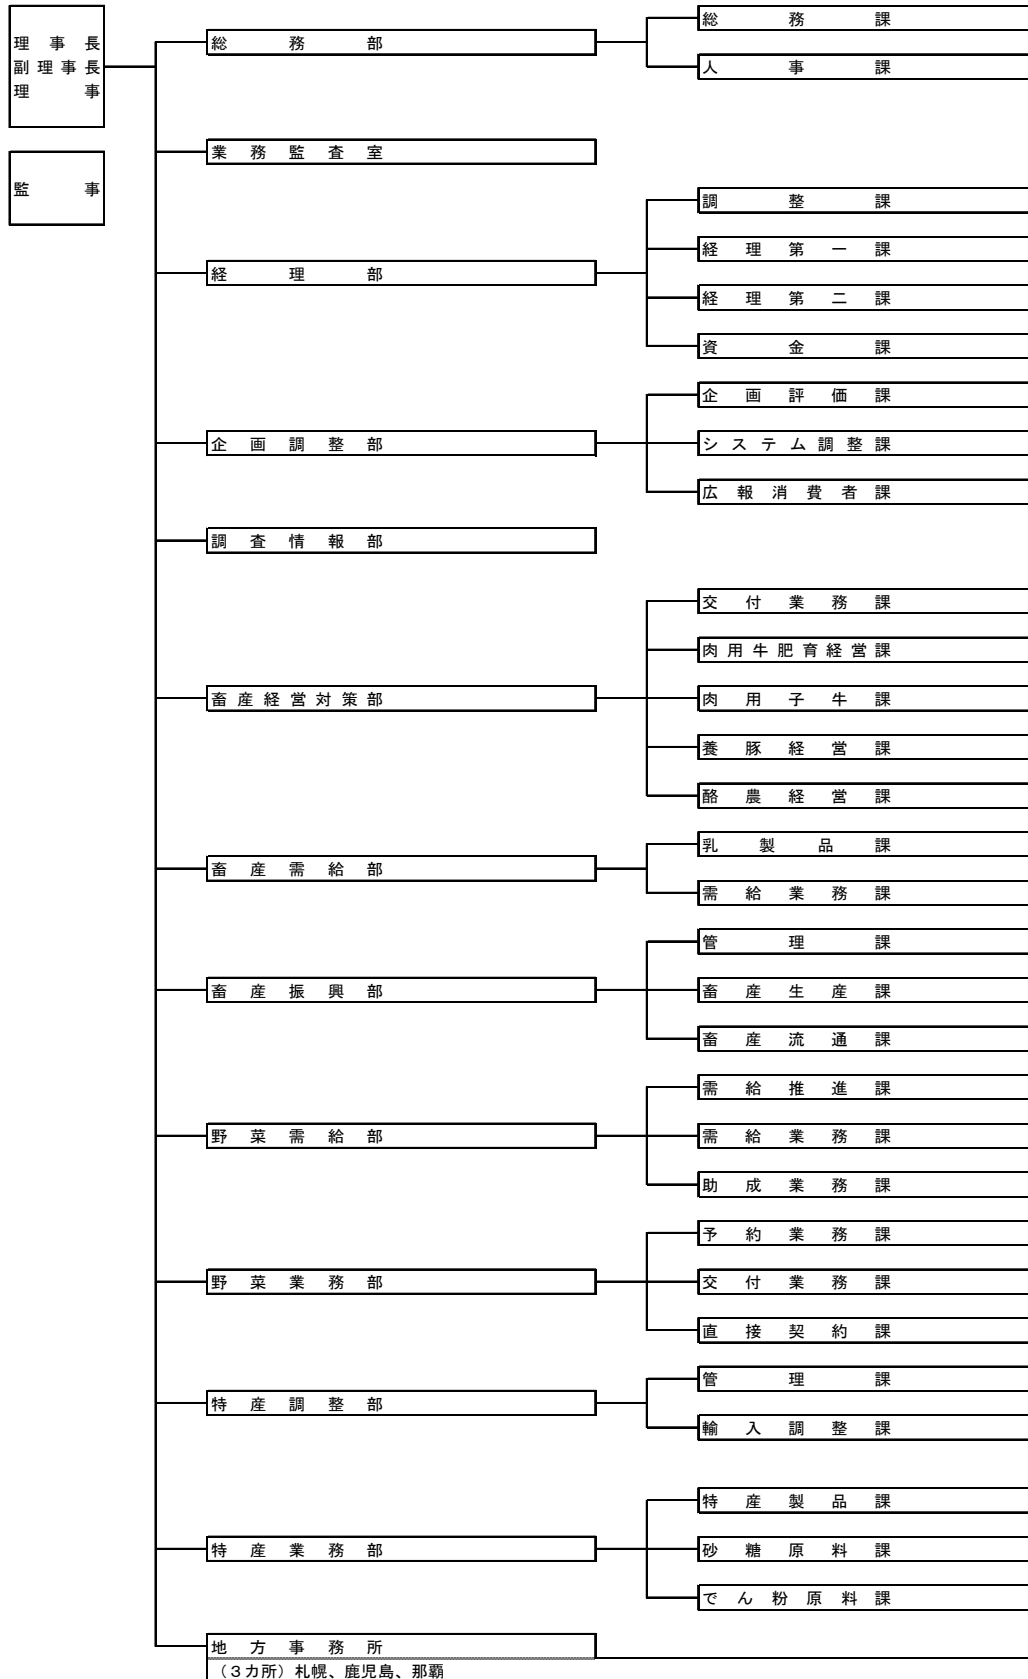 理事長
副理事長
理事
監事
総務部
総務課
人事課
業務監査室
経理部
調整課
経理第一課
経理第二課
資金課
企画調整部
企画評価課
システム調整課
広報消費者課
調査情報部
畜産経営対策部
交付業務課
肉用牛肥育経営課
肉用子牛課
養豚経営課
酪農経営課
畜産需給部
乳製品課
需給業務課
畜産振興部
管理課
畜産生産課
畜産流通課
野菜需給部
需給推進課
需給業務課
助成業務課
野菜業務部
予約業務課
交付業務課
直接契約課
特産調整部
管理課
輸入調整課
特産業務部
特産製品課
砂糖原料課
でん粉原料課
地方事務所
（３カ所）札幌、鹿児島、那覇